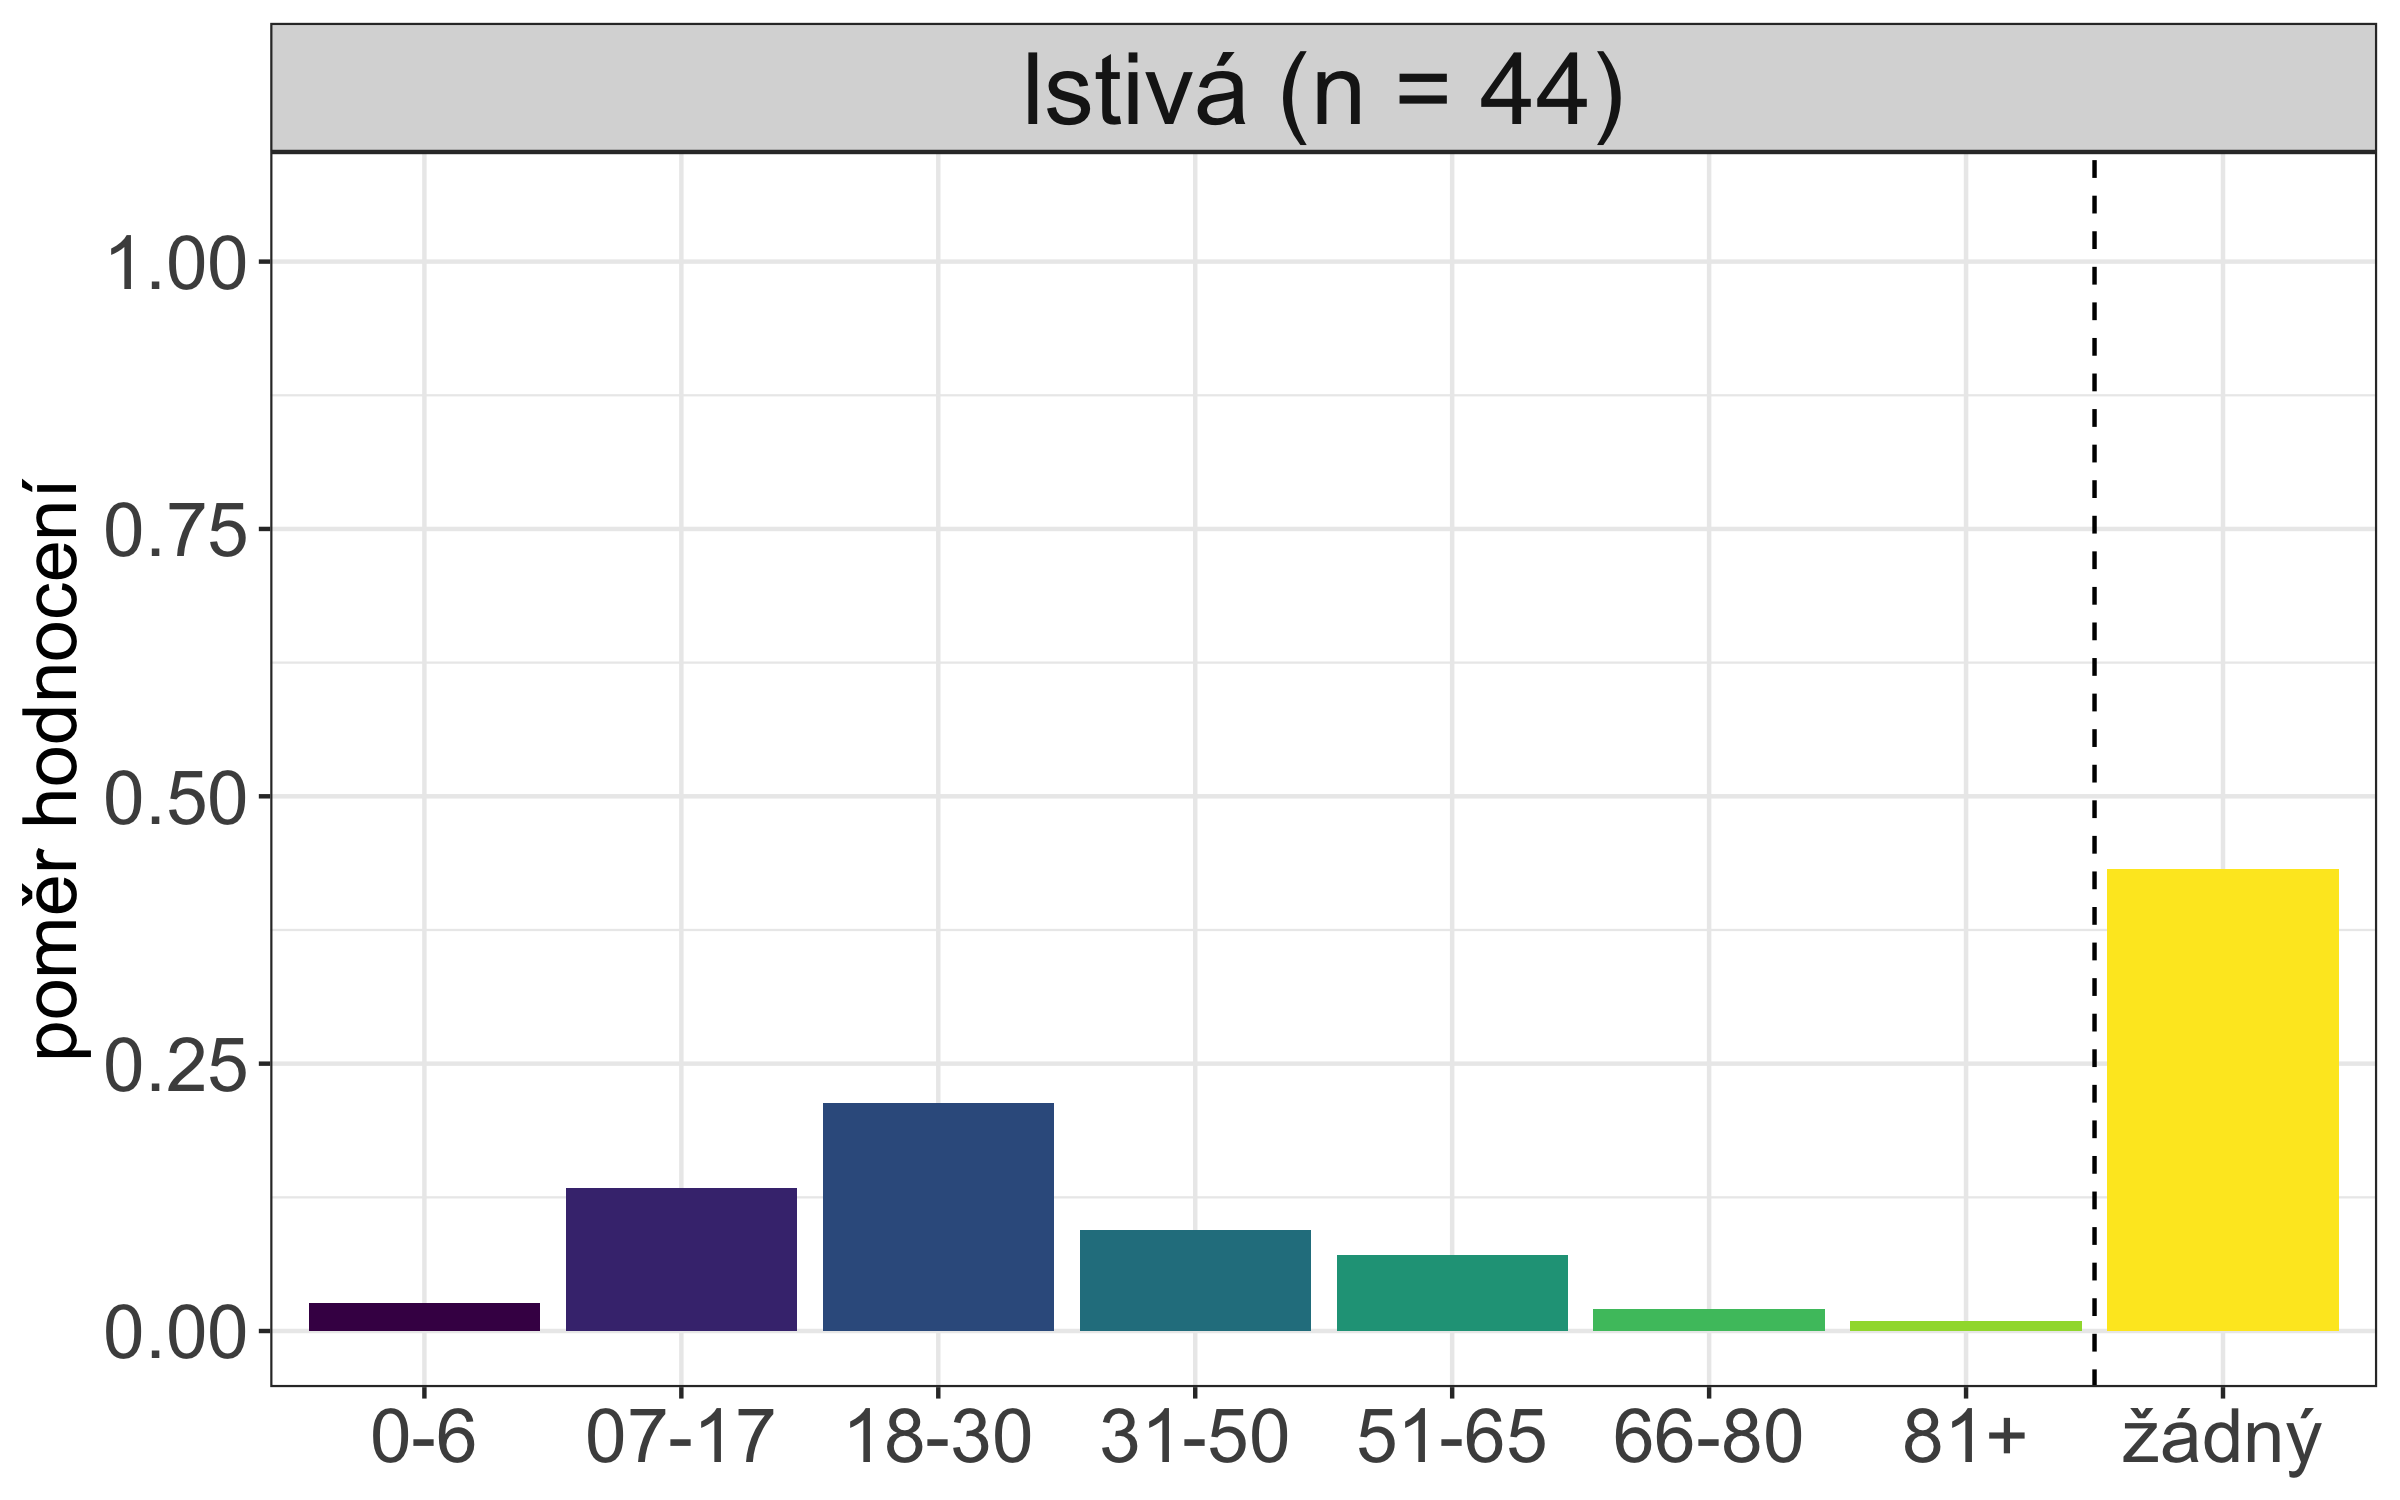 lstivá (n = 44)
poměr hodnocení
1.00
0.75
0.50
0.25
0.00
0-6 07-17 18-30 31-50 51-65 66-80 81+ žádný